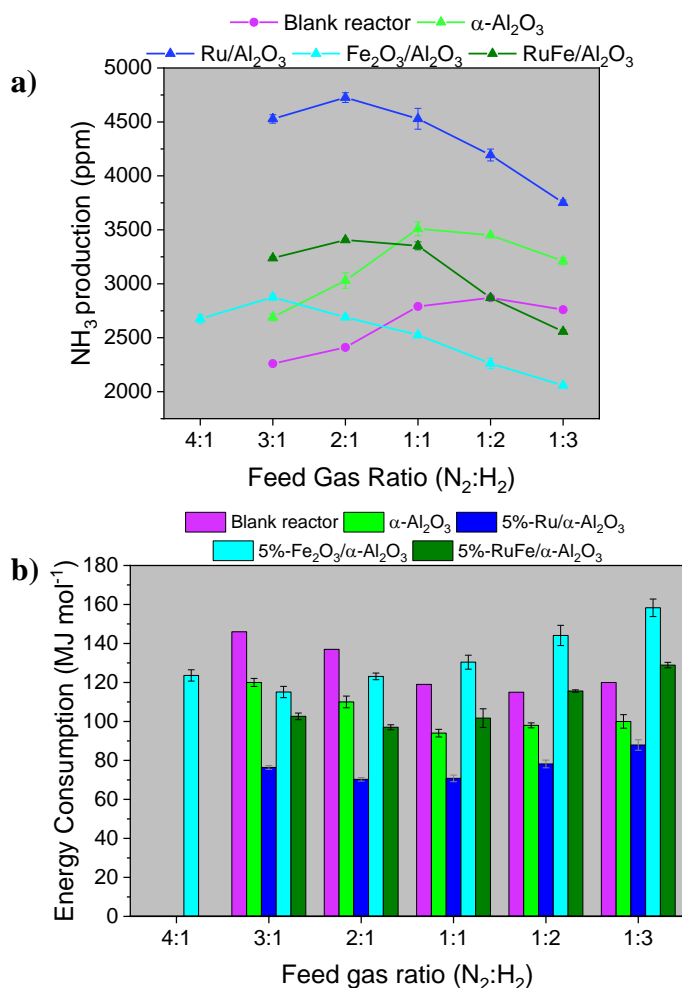 Blank reactor α-Al₂O₃
Ru/Al₂O₃ Fe₂O₃/Al₂O₃ RuFe/Al₂O₃
a)
5000
4500
4000
3500
3000
2500
2000
NH₃ production (ppm)
4:1 3:1 2:1 1:1 1:2 1:3
Feed Gas Ratio (N₂:H₂)
Blank reactor α-Al₂O₃ 5%-Ru/α-Al₂O₃
5%-Fe₂O₃/α-Al₂O₃ 5%-RuFe/α-Al₂O₃
b)
180
160
140
120
100
80
60
40
20
0
Energy Consumption (MJ mol⁻¹)
4:1 3:1 2:1 1:1 1:2 1:3
Feed gas ratio (N₂:H₂)